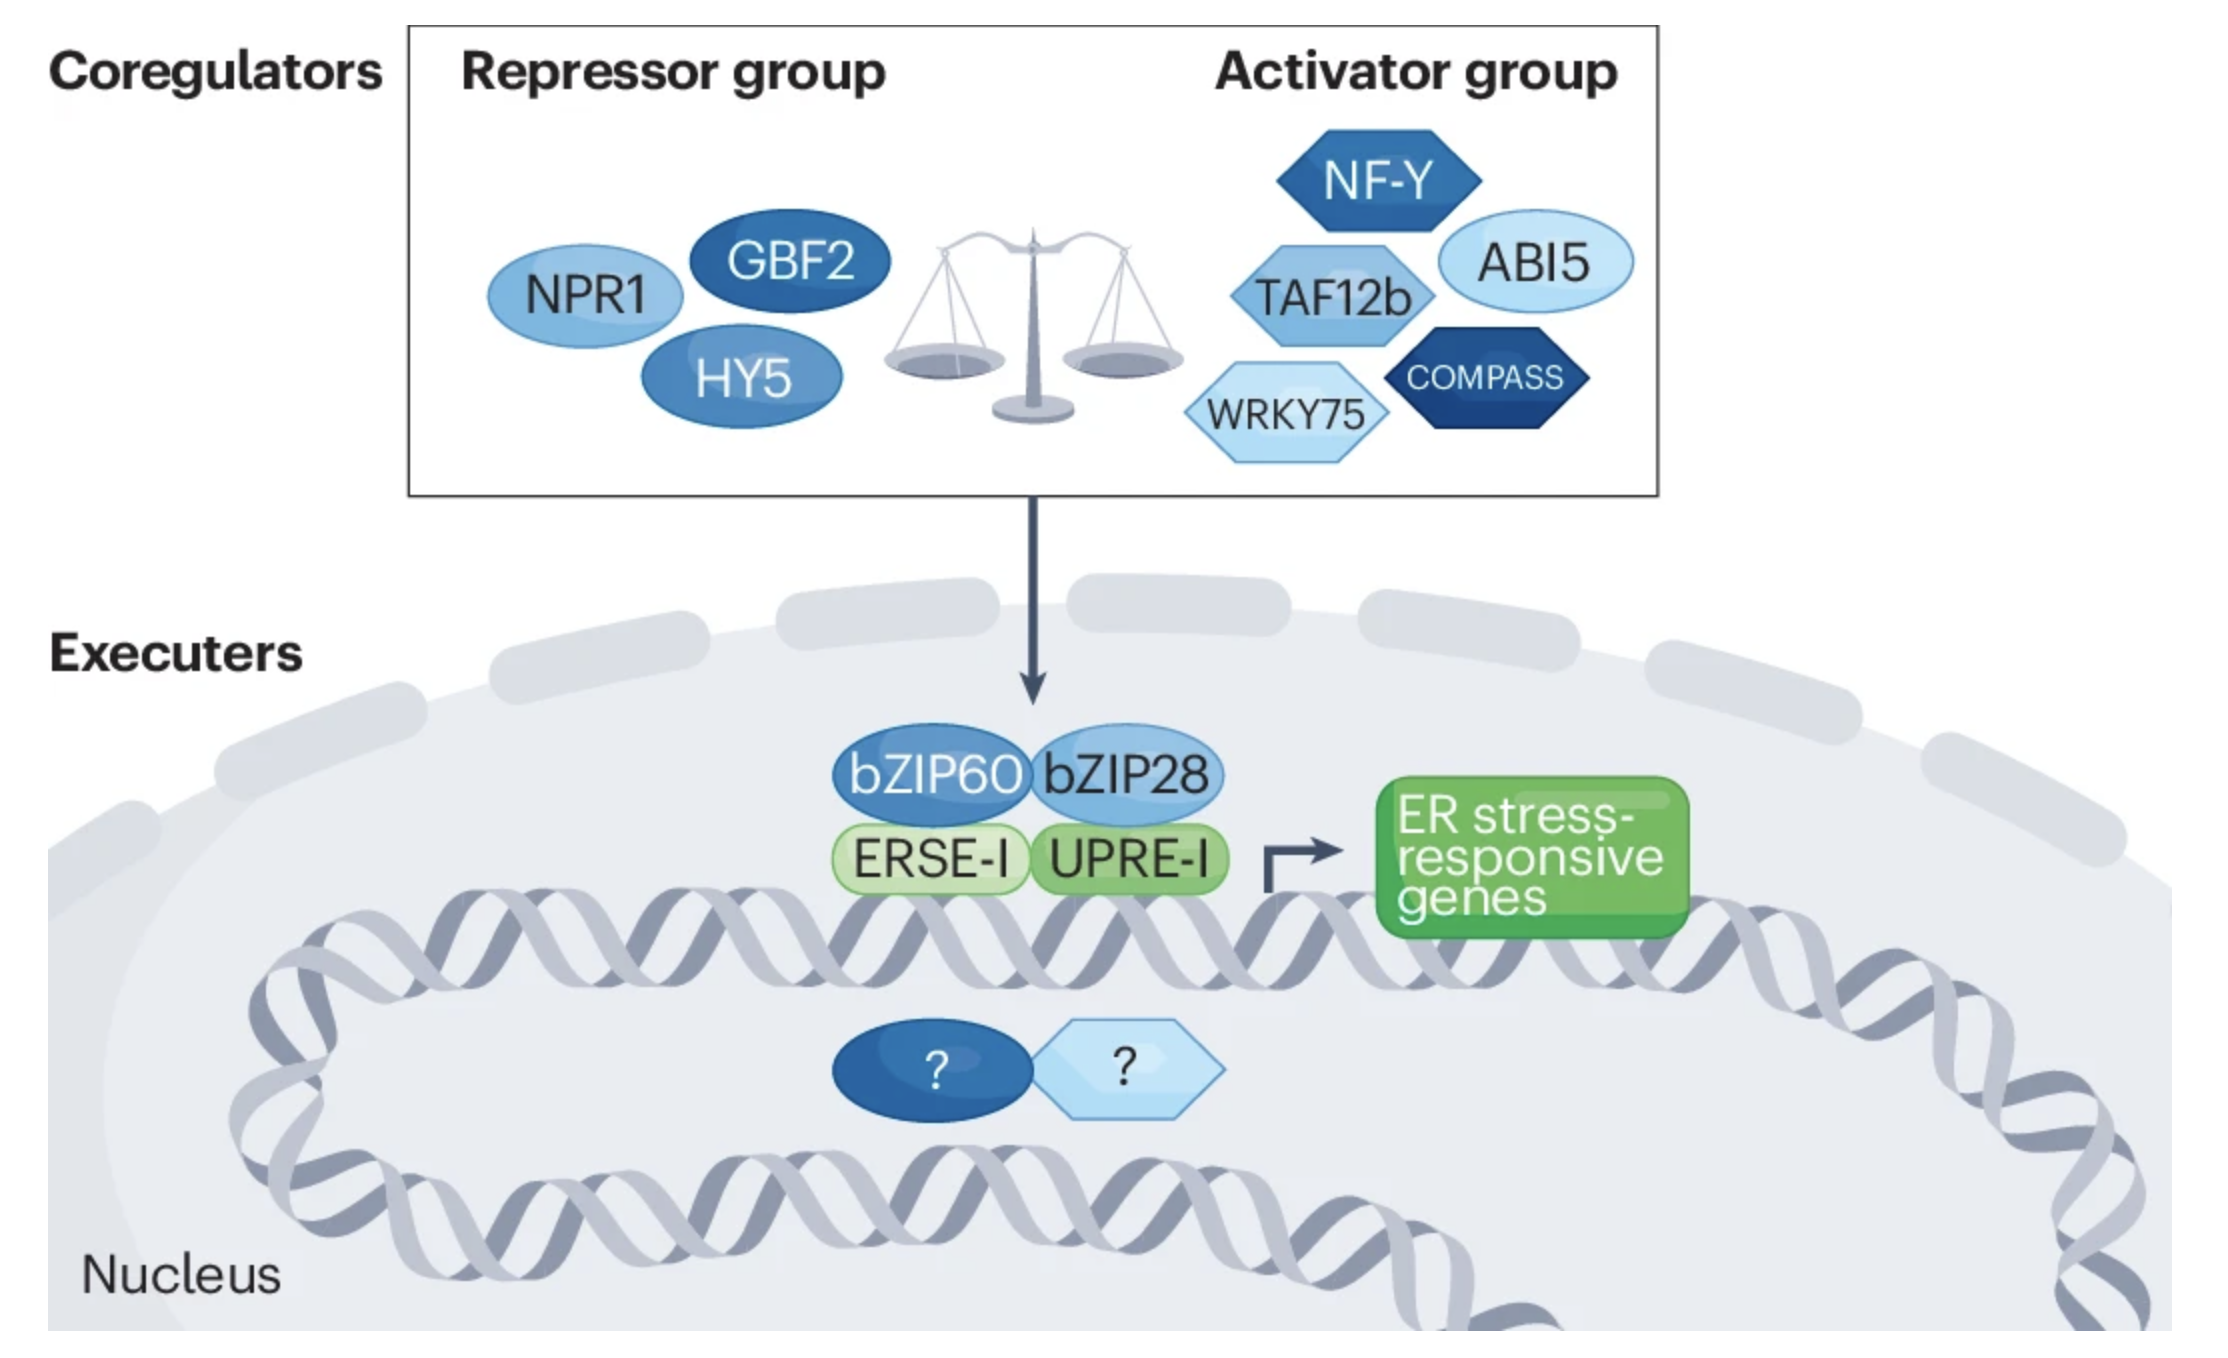 Coregulators
Repressor group
Activator group
NPR1
GBF2
HY5
NF-Y
ABI5
TAF12b
COMPASS
WRKY75
Executers
bZIP60
bZIP28
ERSE-I
UPRE-I
ER stress-
responsive
genes
?
?
Nucleus